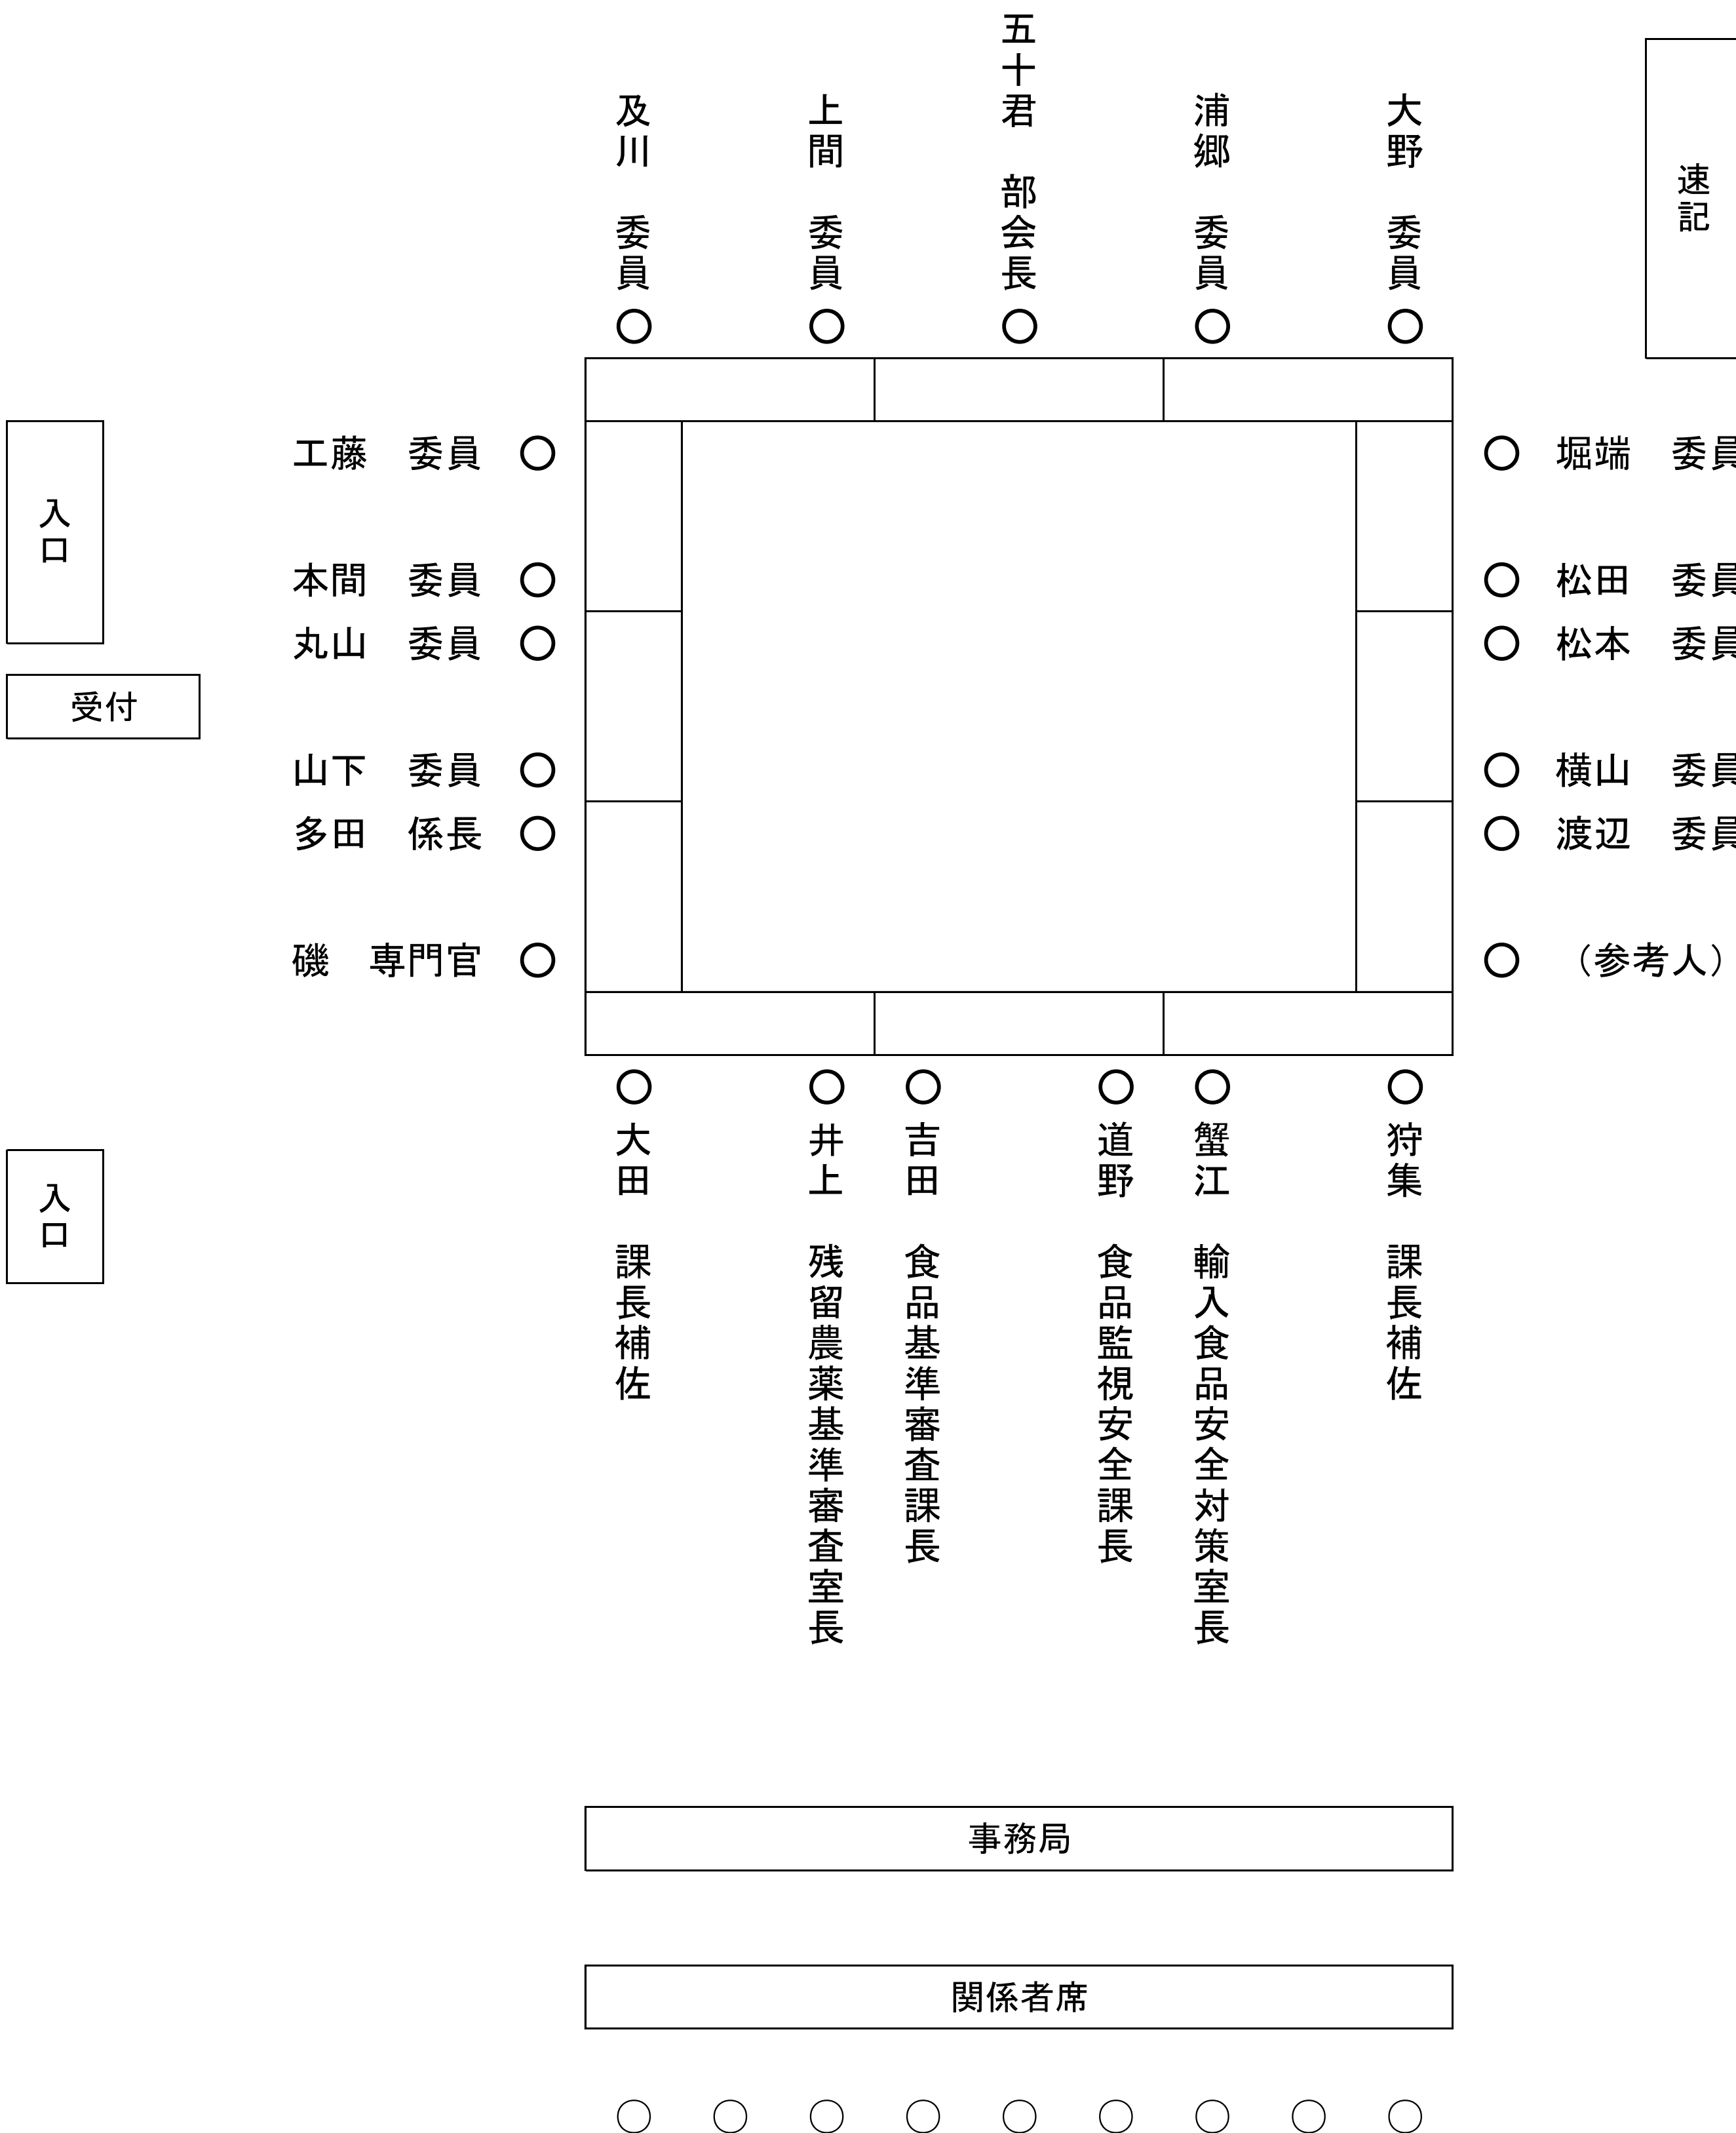 及川　委員
上間　委員
五十君　部会長
浦郷　委員
大野　委員
速記
入口
受付
入口
工藤　委員
本間　委員
丸山　委員
山下　委員
多田　係長
磯　専門官
堀端　委員
松田　委員
松本　委員
横山　委員
渡辺　委員
（参考人）
大田　課長補佐
井上　残留農薬基準審査室長
吉田　食品基準審査課長
道野　食品監視安全課長
蟹江　輸入食品安全対策室長
狩集　課長補佐
事務局
関係者席